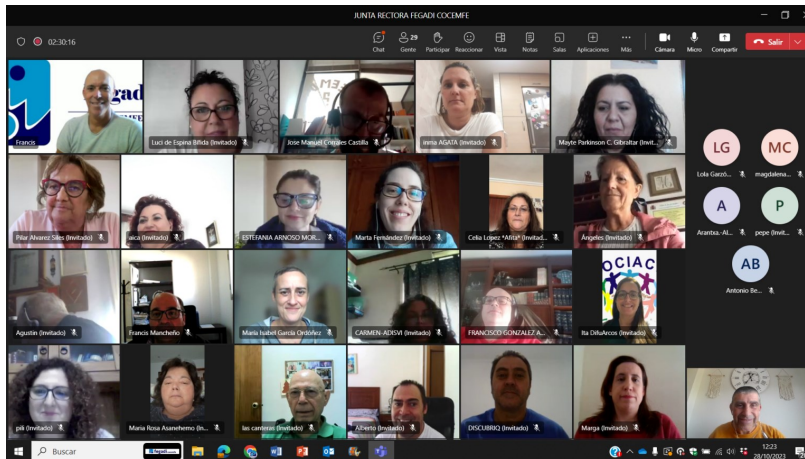 JUNTA RECTORA FEGADI COCEMFE
02:30:16
Chat
29
Gente
Participar
Reaccionar
Vista
Notas
Salas
Aplicaciones
Más
Cámara
Micro
Compartir
Salir
Francis
Luci de Espina Bífida (Invitado)
Jose Manuel Corrales Castilla
inma AGATA (Invitado)
Mayte Parkinson C. Gibraltar (Invit...
LG
Lola Garzó...
MC
magdalena...
Pilar Alvarez Siles (Invitado)
aica (Invitado)
ESTEFANIA ARNOSO MOR...
Marta Fernández (Invitado)
Celia Lopez *Afita* (Invitad...
Ángeles (Invitado)
A
Arantxa.-Al...
P
pepe (Invit...
AB
Antonio Be...
OCIAC
Agustin (Invitado)
Francis Mancheño
Maria Isabel García Ordóñez
CARMEN-ADISVI (Invitado)
FRANCISCO GONZALEZ A...
Ita DifuArcos (Invitado)
pili (Invitado)
Maria Rosa Asanehemo (In...
las canteras (Invitado)
Alberto (Invitado)
DISCUBRIQ (Invitado)
Marga (Invitado)
Buscar
fegadi
12:23
28/10/2023